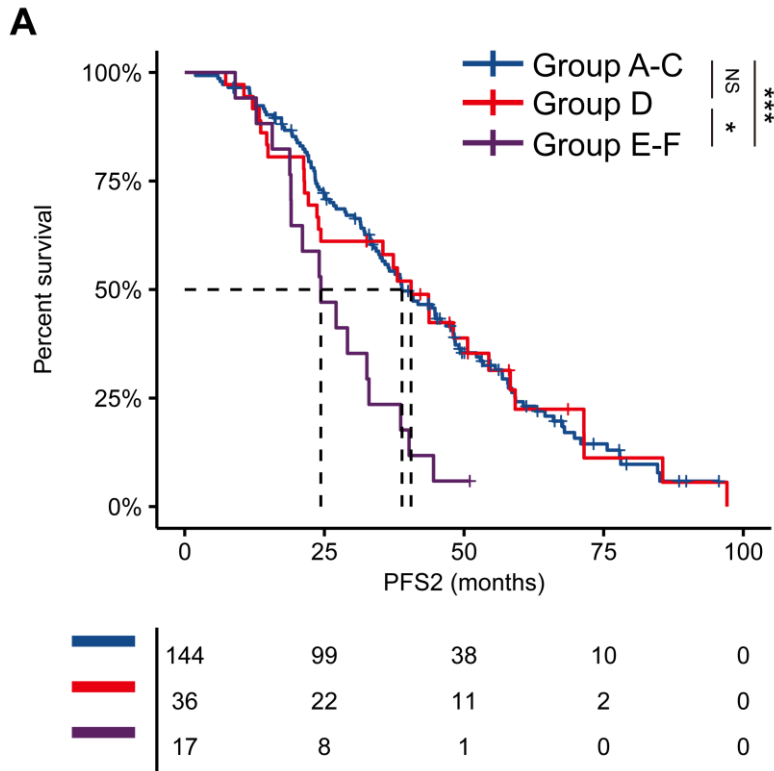 A
Group A-C
Group D
Group E-F
NS
*
***
Percent survival
100%
75%
50%
25%
0%
0 25 50 75 100
PFS2 (months)
144 99 38 10 0
36 22 11 2 0
17 8 1 0 0